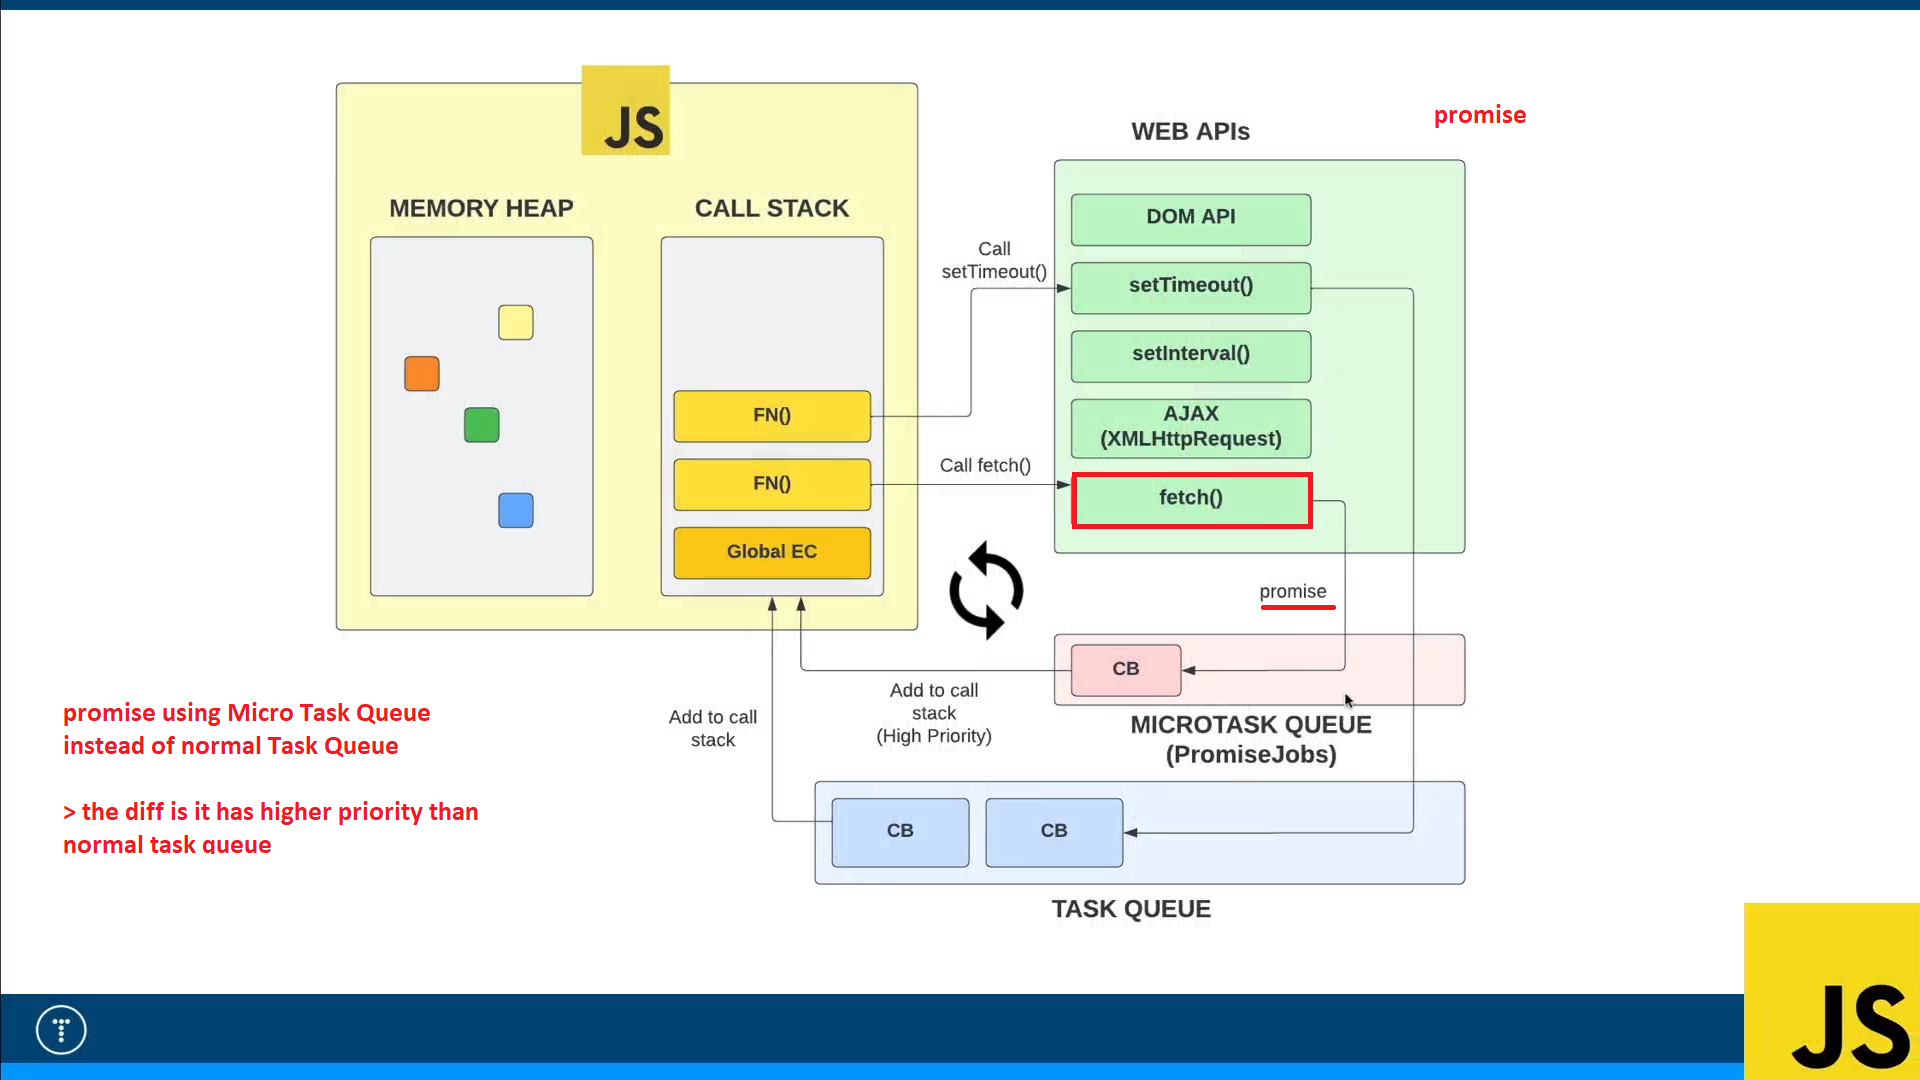 JS
promise
WEB APIs
MEMORY HEAP
CALL STACK
DOM API
Call
setTimeout()
setTimeout()
setInterval()
FN()
AJAX
(XMLHttpRequest)
Call fetch()
FN()
fetch()
Global EC
promise
CB
Add to call
stack
(High Priority)
Add to call
stack
promise using Micro Task Queue
instead of normal Task Queue
> the diff is it has higher priority than
normal task queue
MICROTASK QUEUE
(PromiseJobs)
CB
CB
TASK QUEUE
JS